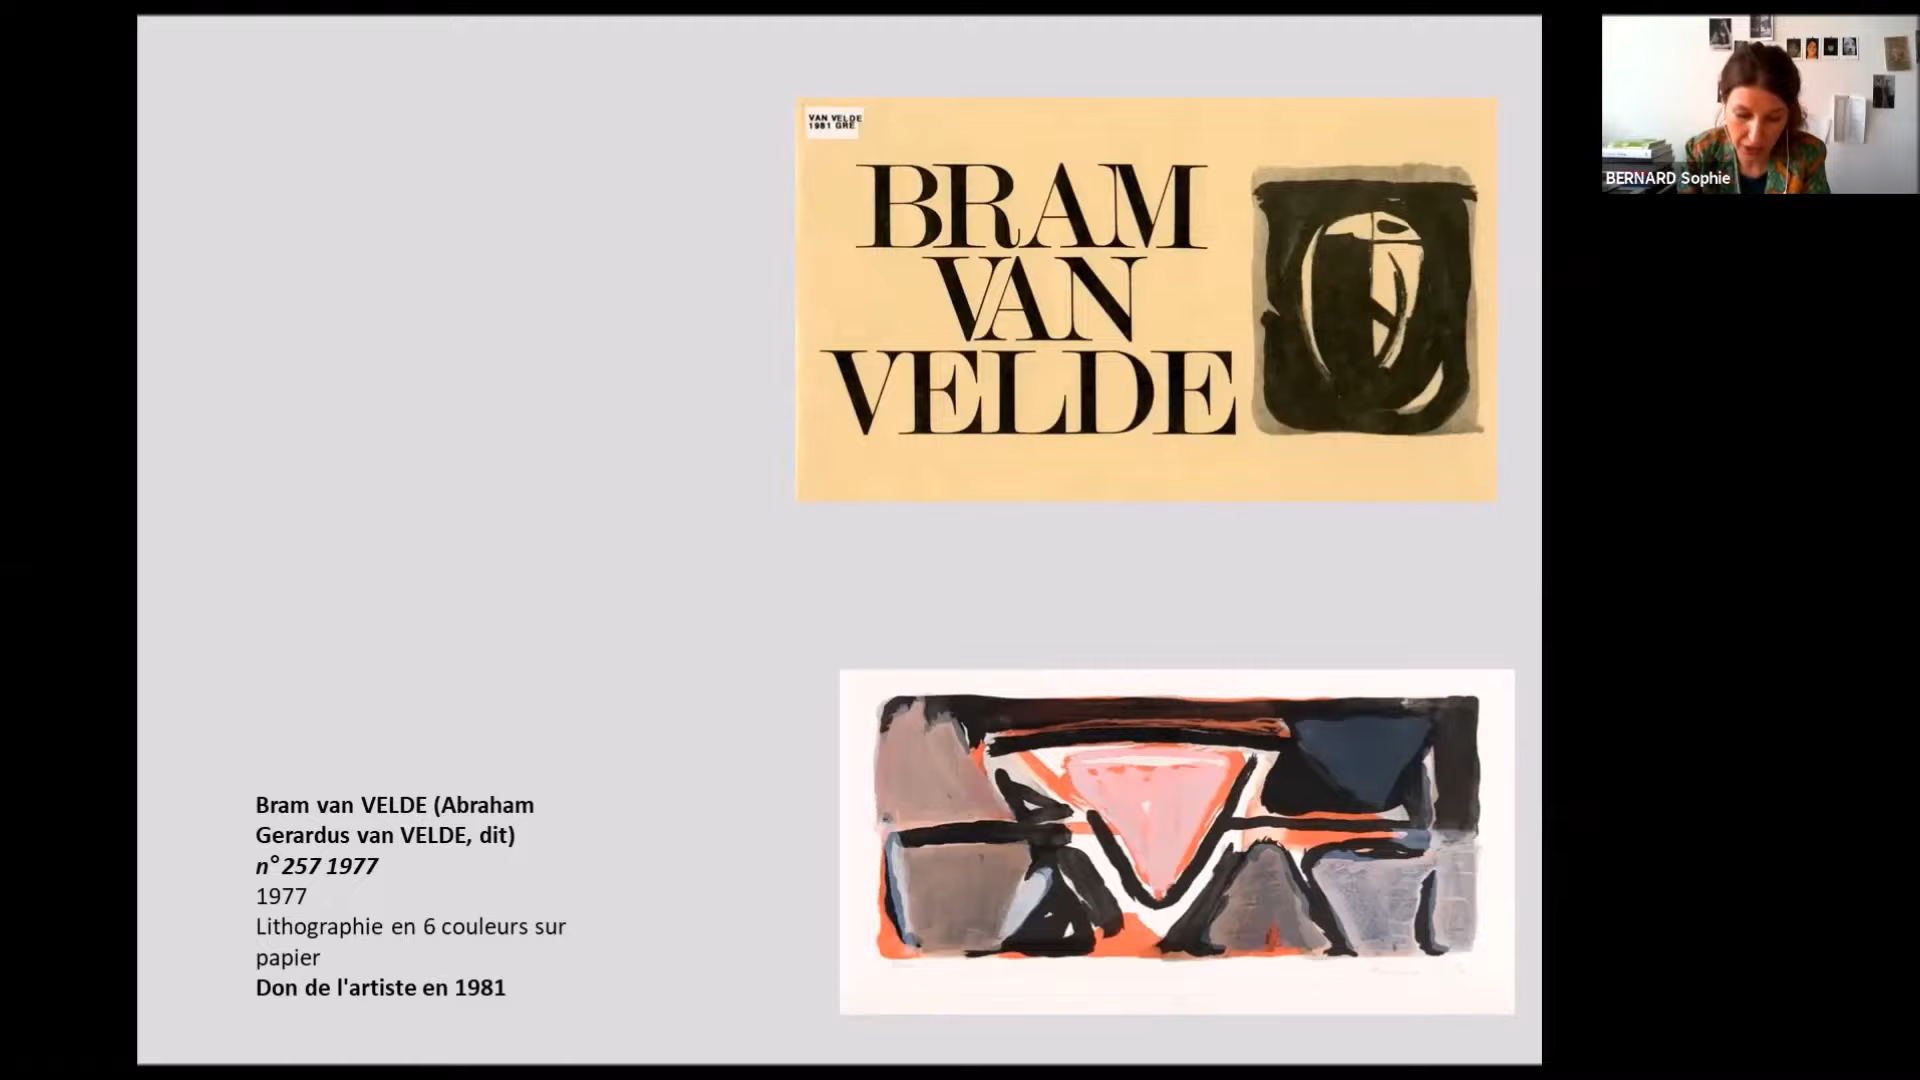 VAN VELDE
1981 GRE
BRAM
VAN
VELDE
BERNARD Sophie
Bram van VELDE (Abraham
Gerardus van VELDE, dit)
n° 257 1977
1977
Lithographie en 6 couleurs sur
papier
Don de l'artiste en 1981